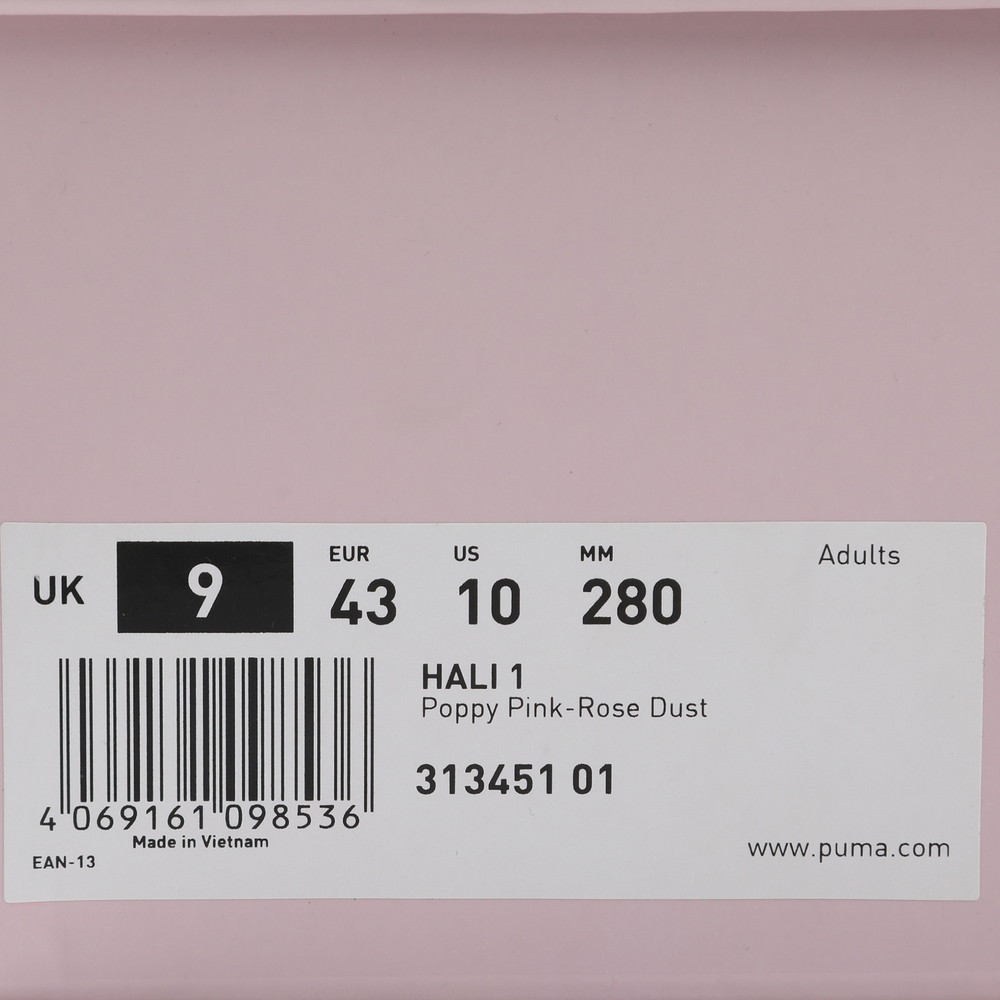 UK 9
EUR US MM Adults
43 10 280
HALI 1
Poppy Pink-Rose Dust
313451 01
4 069161 098536
Made in Vietnam
EAN-13
www.puma.com